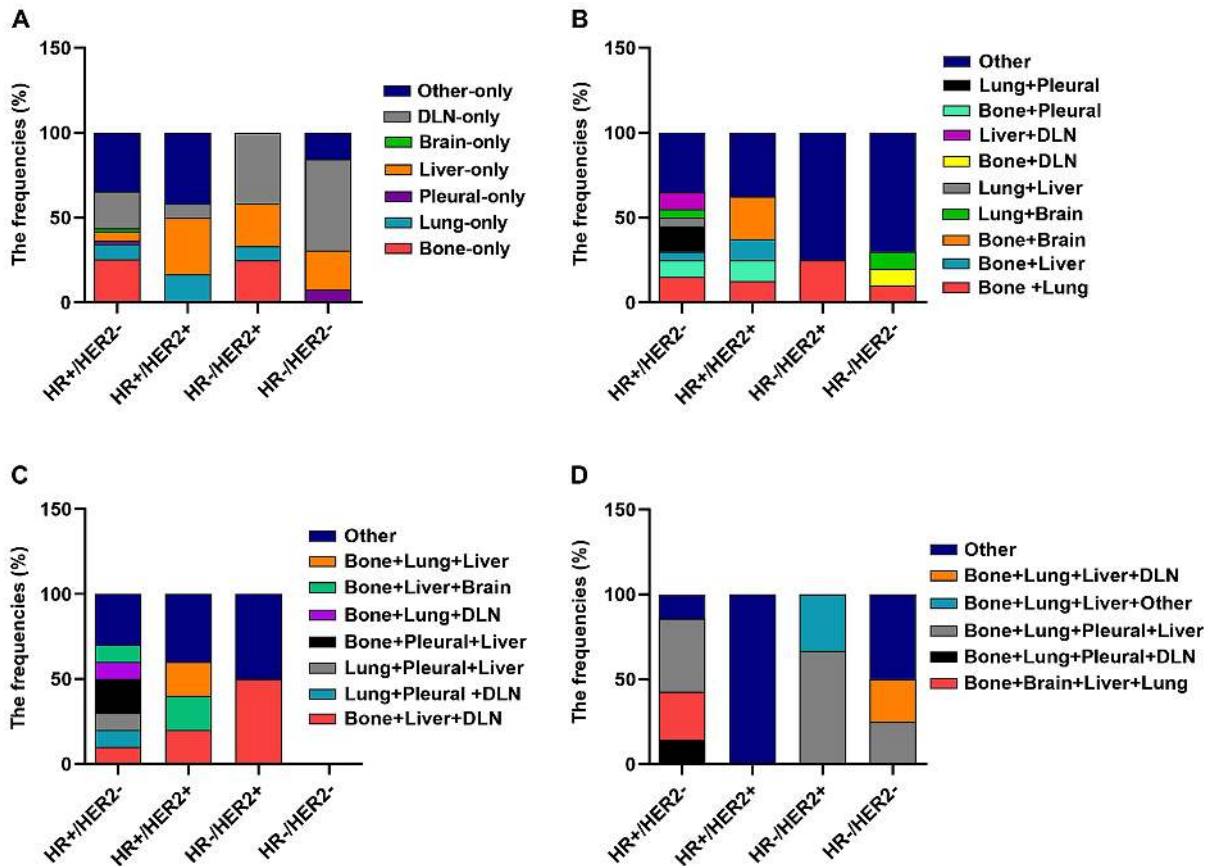 A
The frequencies (%)
150
100
50
0
HR+/HER2-
HR+/HER2+
HR-/HER2+
HR-/HER2-
Other-only
DLN-only
Brain-only
Liver-only
Pleural-only
Lung-only
Bone-only
B
The frequencies (%)
150
100
50
0
HR+/HER2-
HR+/HER2+
HR-/HER2+
HR-/HER2-
Other
Lung+Pleural
Bone+Pleural
Liver+DLN
Bone+DLN
Lung+Liver
Lung+Brain
Bone+Brain
Bone+Liver
Bone +Lung
C
The frequencies (%)
150
100
50
0
HR+/HER2-
HR+/HER2+
HR-/HER2+
HR-/HER2-
Other
Bone+Lung+Liver
Bone+Liver+Brain
Bone+Lung+DLN
Bone+Pleural+Liver
Lung+Pleural+Liver
Lung+Pleural +DLN
Bone+Liver+DLN
D
The frequencies (%)
150
100
50
0
HR+/HER2-
HR+/HER2+
HR-/HER2+
HR-/HER2-
Other
Bone+Lung+Liver+DLN
Bone+Lung+Liver+Other
Bone+Lung+Pleural+Liver
Bone+Lung+Pleural+DLN
Bone+Brain+Liver+Lung